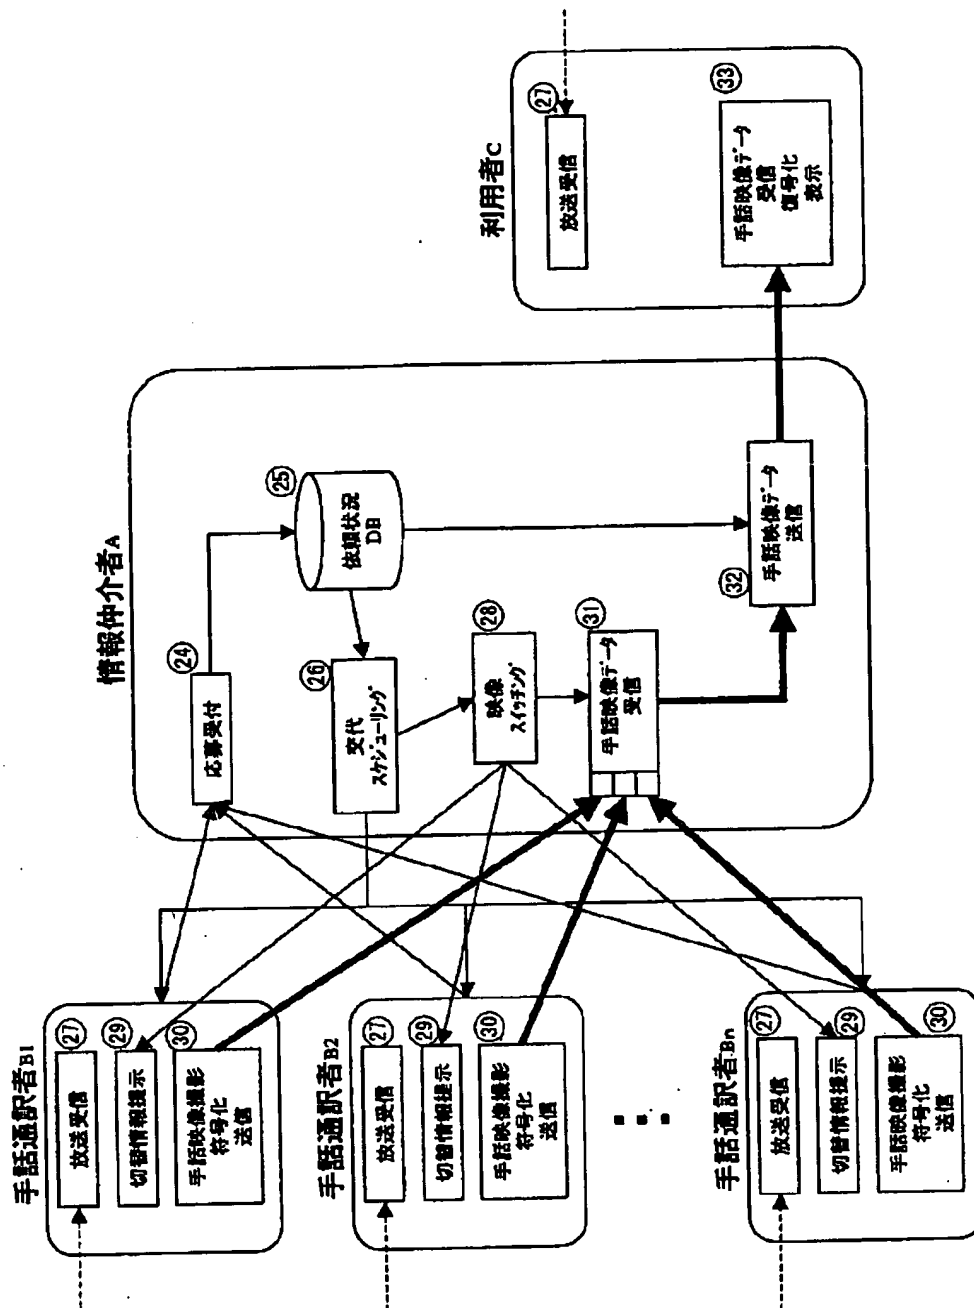 手話通訳者B1
㉗
放送受信
㉙
切替情報提示
㉚
手話映像撮影
符号化
送信
手話通訳者B2
㉗
放送受信
㉙
切替情報提示
㉚
手話映像撮影
符号化
送信
手話通訳者Bn
㉗
放送受信
㉙
切替情報提示
㉚
手話映像撮影
符号化
送信
情報仲介者A
㉔
応募受付
㉕
依頼状況
DB
㉖
交代
スケジューリング
㉘
映像
スイッチング
㉛
手話映像データ
受信
㉜
手話映像データ
送信
利用者C
㉗
放送受信
㉝
手話映像データ
受信
復号化
表示